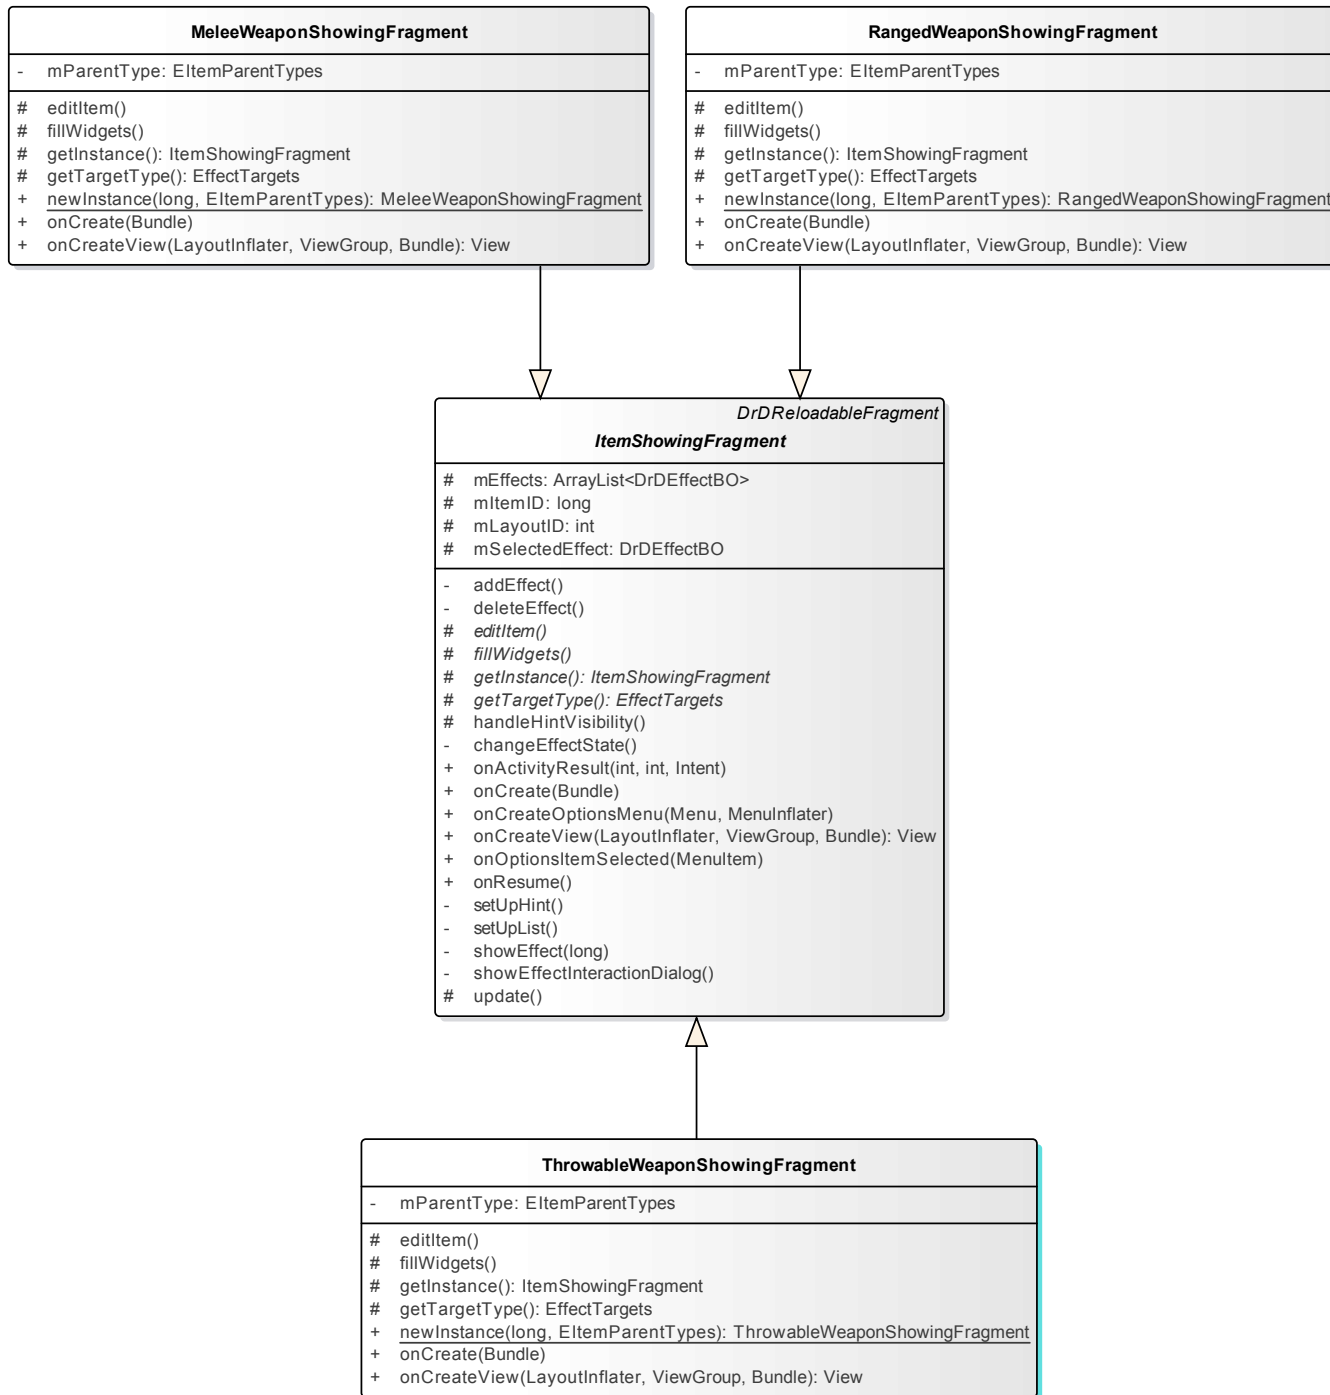 MeleeWeaponShowingFragment
- mParentType: EItemParentTypes
# editItem()
# fillWidgets()
# getInstance(): ItemShowingFragment
# getTargetType(): EffectTargets
+ newInstance(long, EItemParentTypes): MeleeWeaponShowingFragment
+ onCreate(Bundle)
+ onCreateView(LayoutInflater, ViewGroup, Bundle): View
RangedWeaponShowingFragment
- mParentType: EItemParentTypes
# editItem()
# fillWidgets()
# getInstance(): ItemShowingFragment
# getTargetType(): EffectTargets
+ newInstance(long, EItemParentTypes): RangedWeaponShowingFragment
+ onCreate(Bundle)
+ onCreateView(LayoutInflater, ViewGroup, Bundle): View
DrDReloadableFragment
ItemShowingFragment
# mEffects: ArrayList<DrDEffectBO>
# mItemID: long
# mLayoutID: int
# mSelectedEffect: DrDEffectBO
- addEffect()
- deleteEffect()
# editItem()
# fillWidgets()
# getInstance(): ItemShowingFragment
# getTargetType(): EffectTargets
# handleHintVisibility()
- changeEffectState()
+ onActivityResult(int, int, Intent)
+ onCreate(Bundle)
+ onCreateOptionsMenu(Menu, MenuInflater)
+ onCreateView(LayoutInflater, ViewGroup, Bundle): View
+ onOptionsItemSelected(MenuItem)
+ onResume()
- setUpHint()
- setUpList()
- showEffect(long)
- showEffectInteractionDialog()
# update()
ThrowableWeaponShowingFragment
- mParentType: EItemParentTypes
# editItem()
# fillWidgets()
# getInstance(): ItemShowingFragment
# getTargetType(): EffectTargets
+ newInstance(long, EItemParentTypes): ThrowableWeaponShowingFragment
+ onCreate(Bundle)
+ onCreateView(LayoutInflater, ViewGroup, Bundle): View